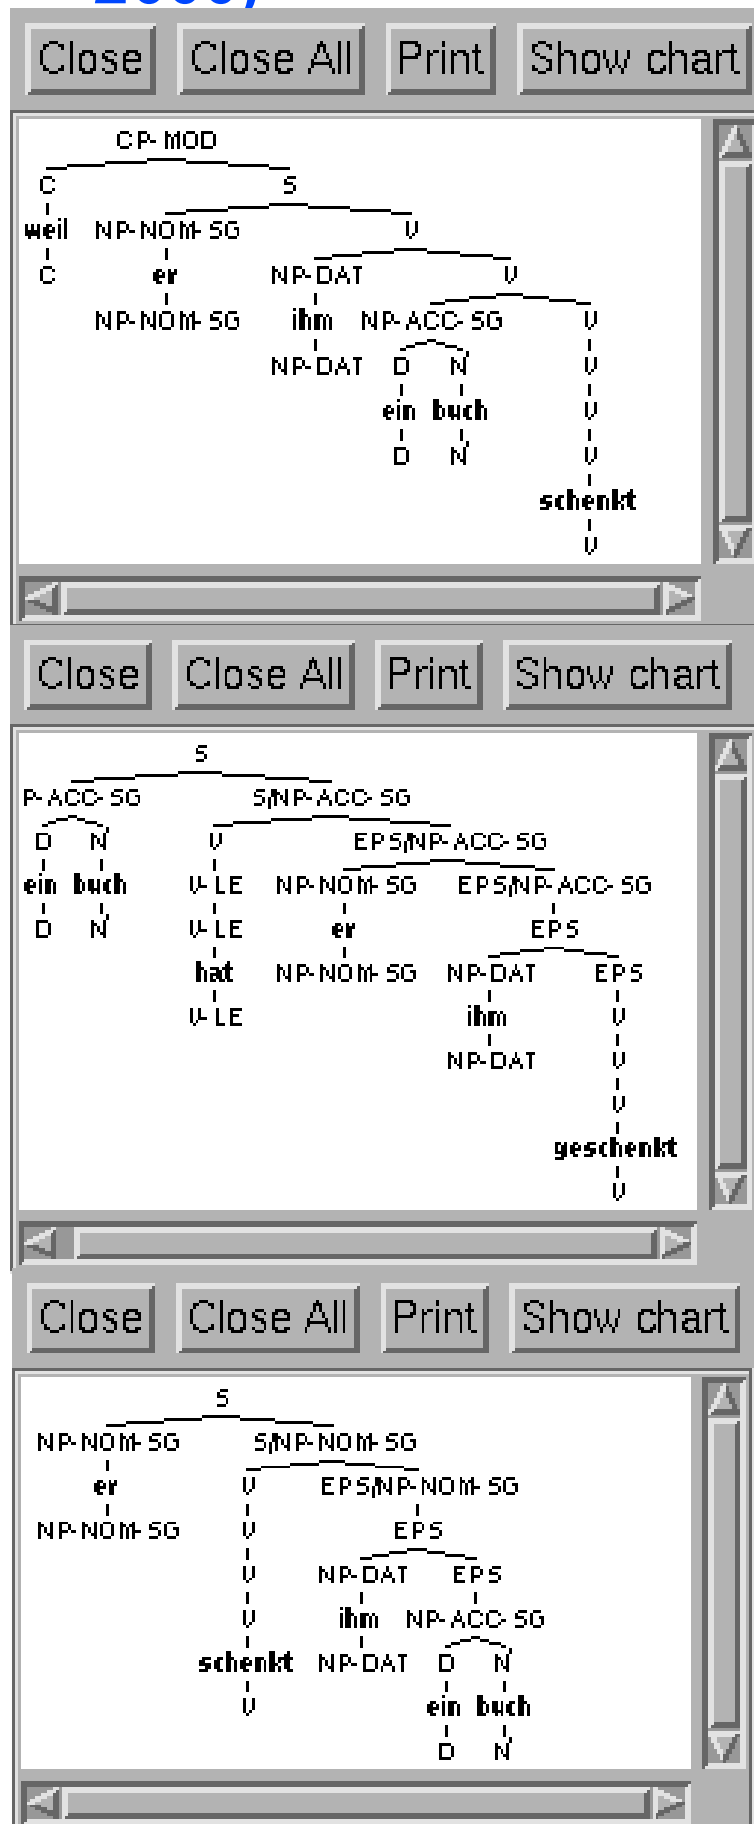 Close Close All Print Show chart
CP-MOD
C S
weil NP-NOM-SG V
C er NP-DAT V
NP-NOM-SG ihm NP-ACC-SG V
NP-DAT D N V
ein buch V
D N V
schenkt
V
Close Close All Print Show chart
S
P-ACC-SG S/NP-ACC-SG
D N V EPS/NP-ACC-SG
ein buch V-LE NP-NOM-SG EPS/NP-ACC-SG
D N V-LE er EPS
hat NP-NOM-SG NP-DAT EPS
V-LE ihm V
NP-DAT V
V
geschenkt
V
Close Close All Print Show chart
S
NP-NOM-SG S/NP-NOM-SG
er V EPS/NP-NOM-SG
NP-NOM-SG V EPS
V NP-DAT EPS
V ihm NP-ACC-SG
schenkt NP-DAT D N
V ein buch
D N